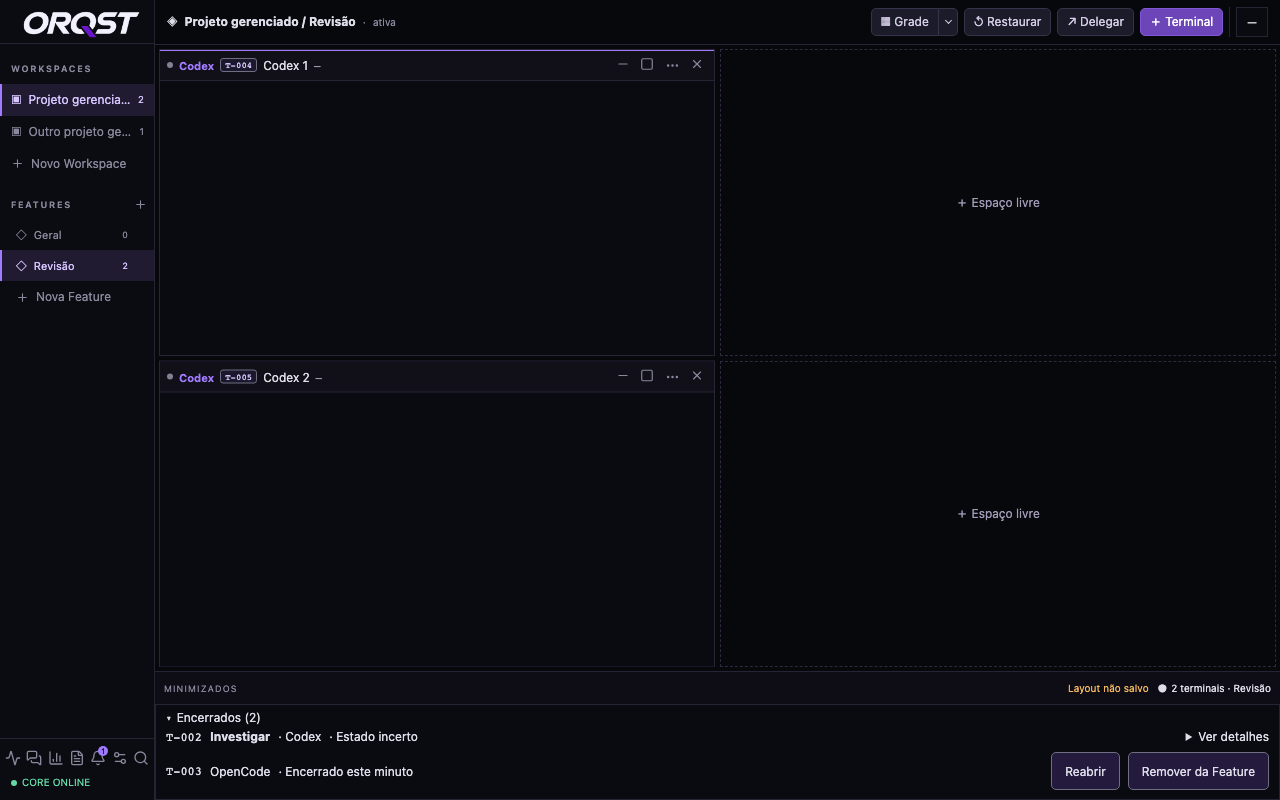 ORQST
Projeto gerenciado / Revisão · ativa
Grade
Restaurar
Delegar
+ Terminal
WORKSPACES
Projeto gerencia... 2
Outro projeto ge... 1
+ Novo Workspace
FEATURES +
Geral 0
Revisão 2
+ Nova Feature
Codex T-004 Codex 1 –
+ Espaço livre
Codex T-005 Codex 2 –
+ Espaço livre
MINIMIZADOS
Layout não salvo 2 terminais · Revisão
Encerrados (2)
T-002 Investigar · Codex · Estado incerto
Ver detalhes
T-003 OpenCode · Encerrado este minuto
Reabrir
Remover da Feature
1
CORE ONLINE